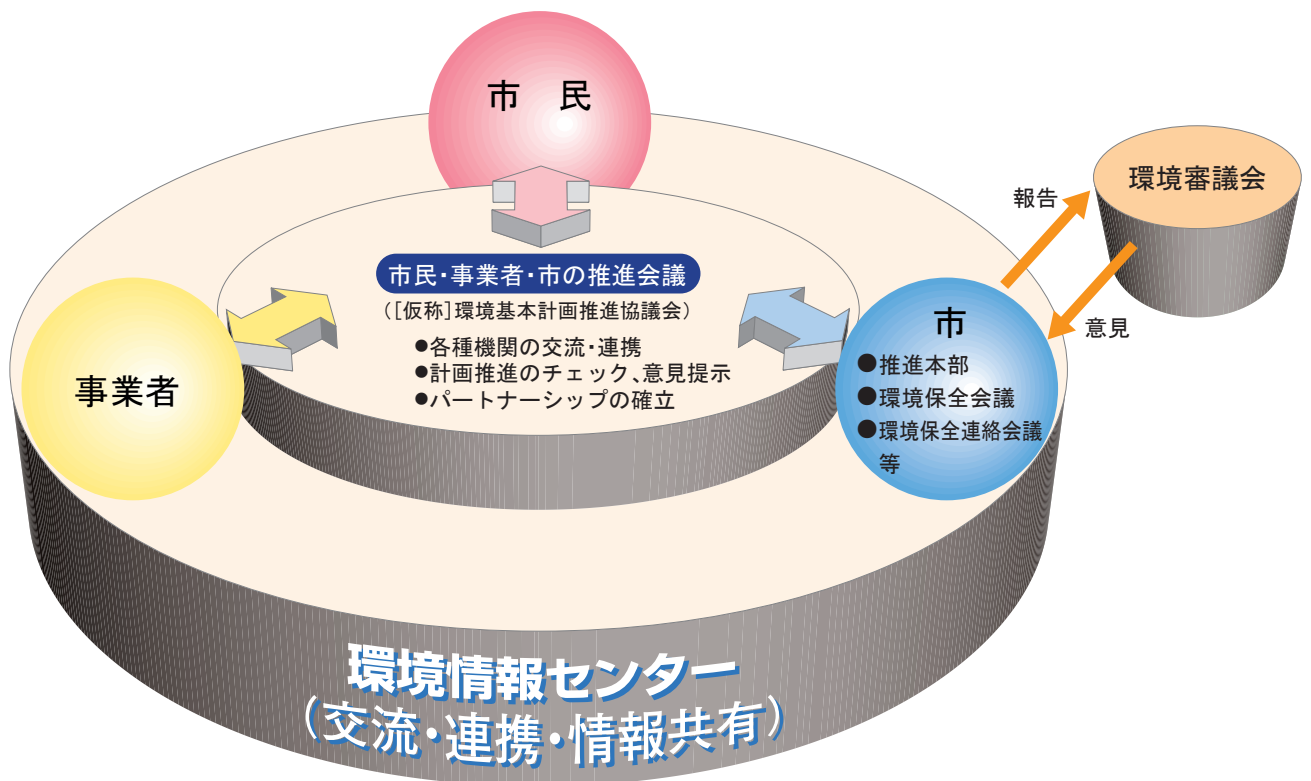 市　民
環境審議会
報告
意見
市民・事業者・市の推進会議
（［仮称］環境基本計画推進協議会）
●各種機関の交流・連携
●計画推進のチェック、意見提示
●パートナーシップの確立
事業者
市
●推進本部
●環境保全会議
●環境保全連絡会議
等
環境情報センター
（交流・連携・情報共有）